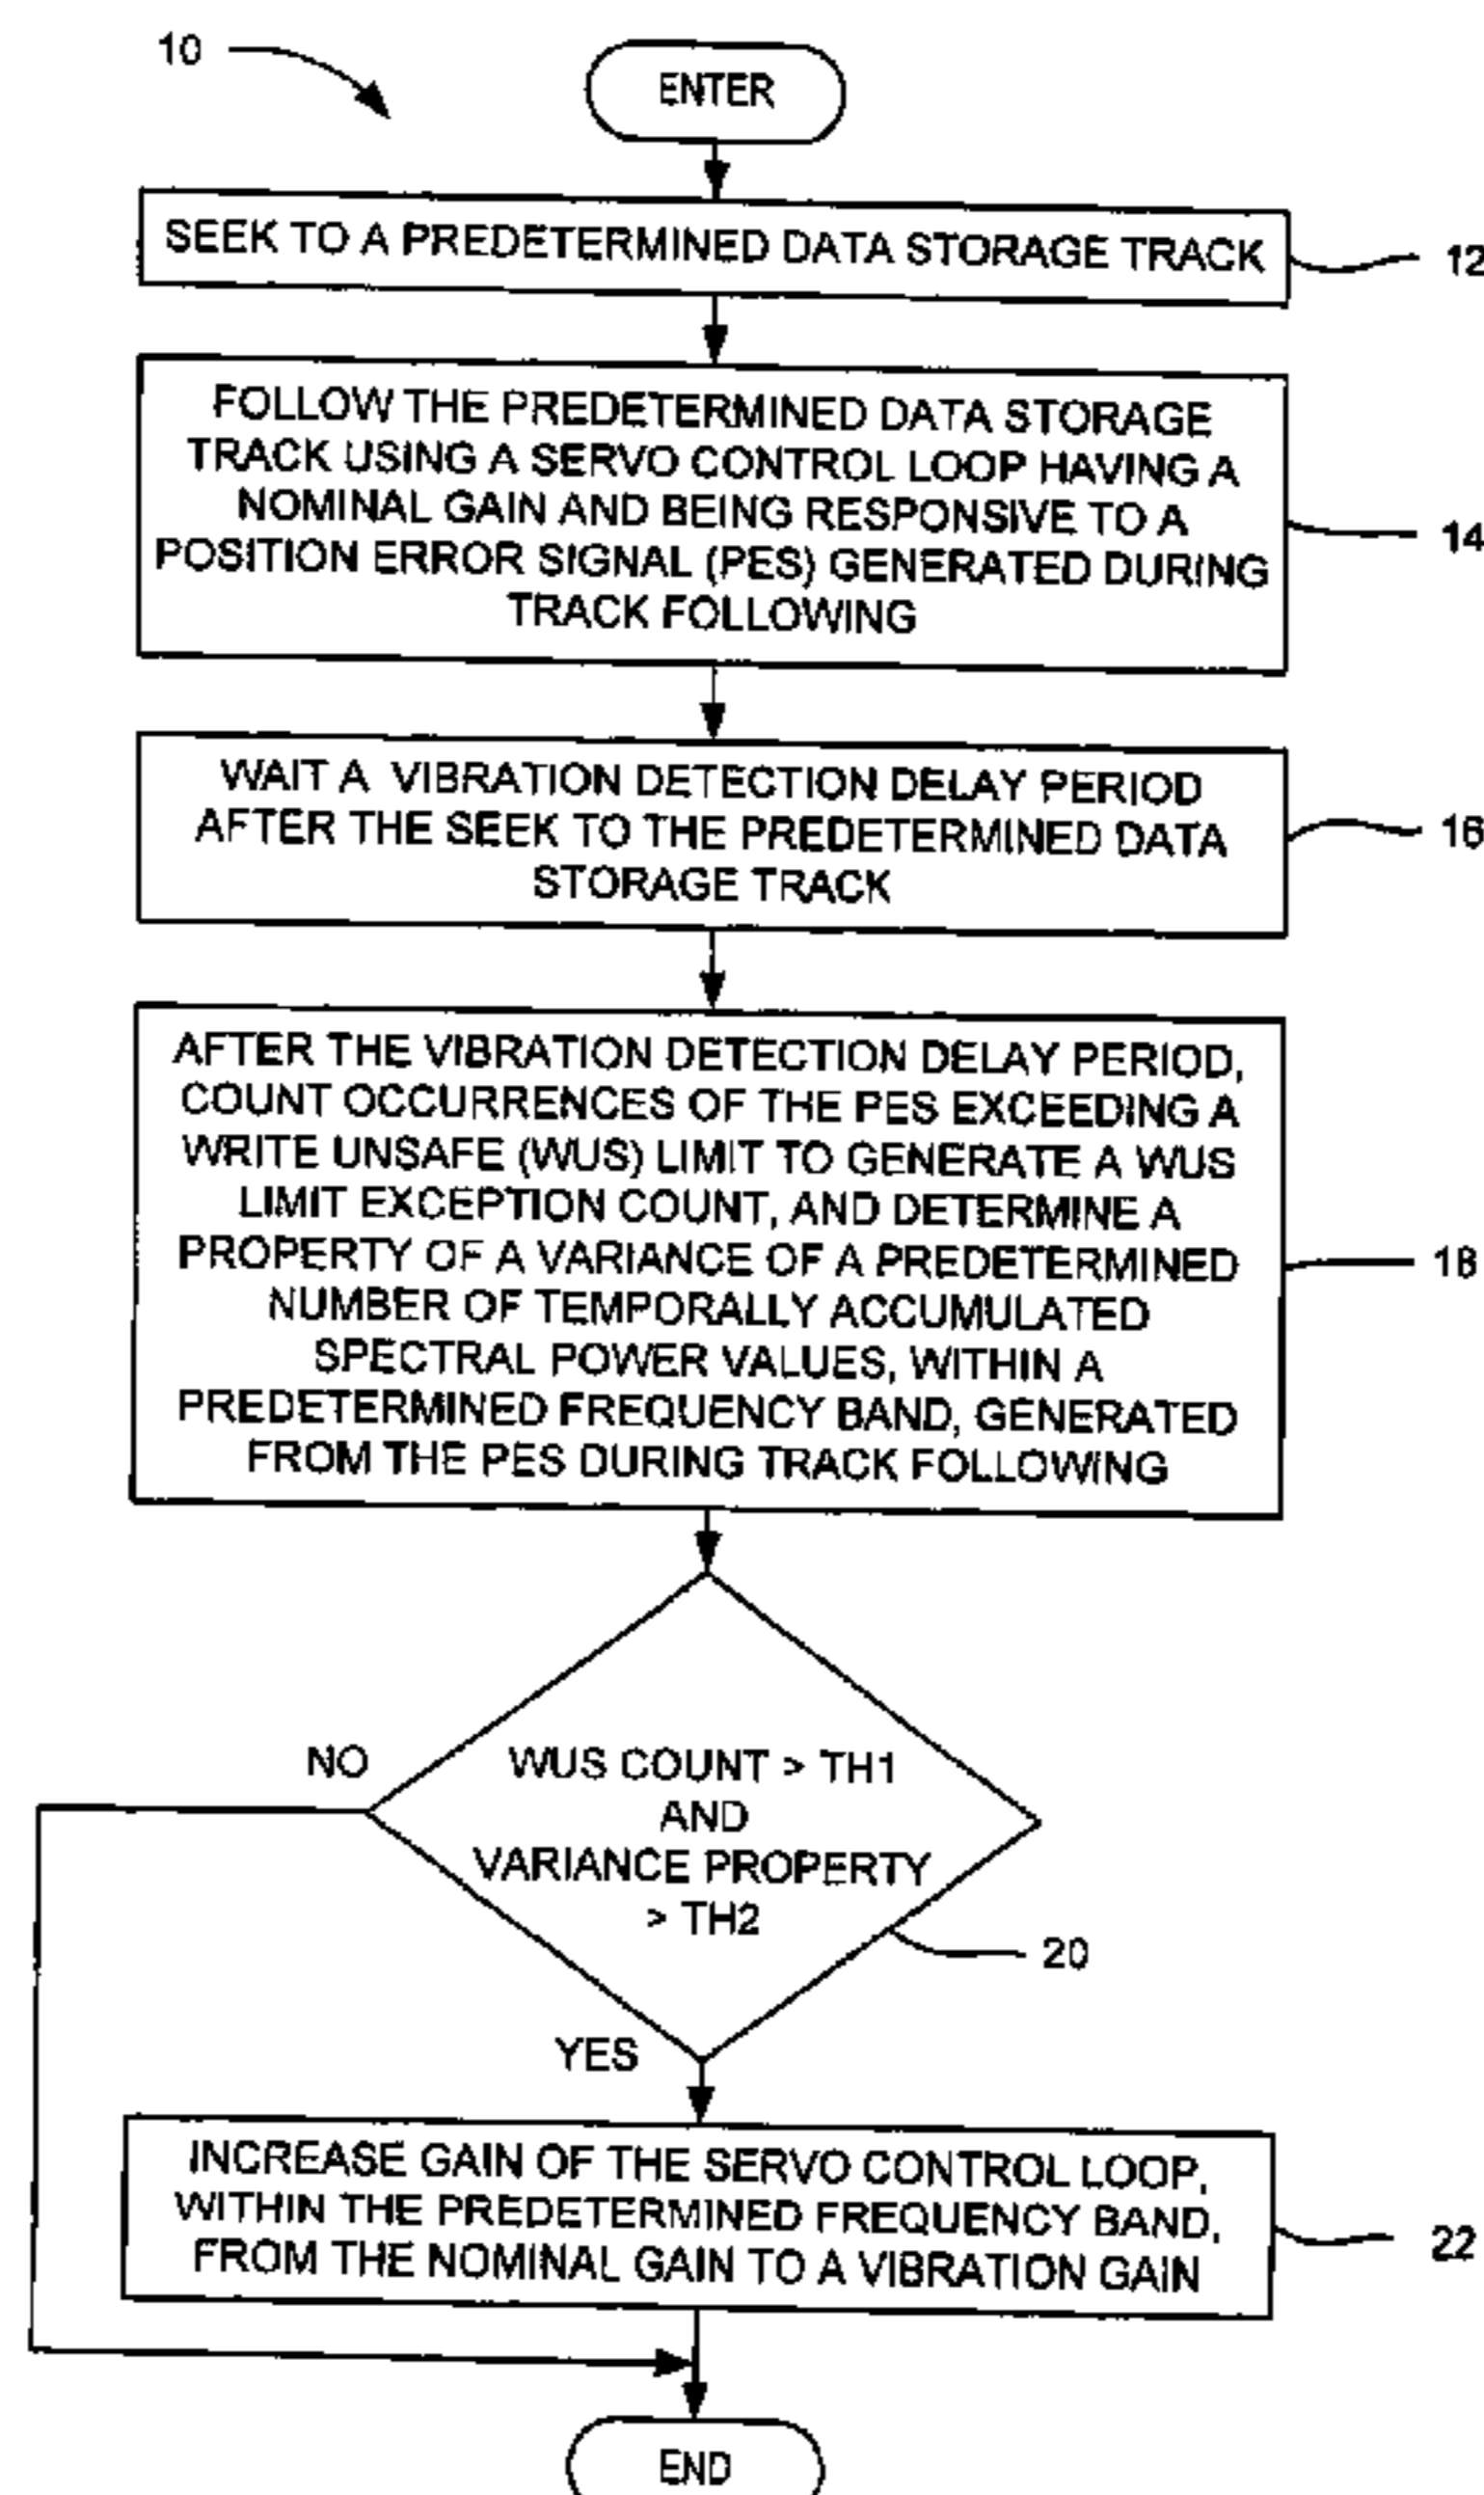 10
ENTER
SEEK TO A PREDETERMINED DATA STORAGE TRACK
12
FOLLOW THE PREDETERMINED DATA STORAGE
TRACK USING A SERVO CONTROL LOOP HAVING A
NOMINAL GAIN AND BEING RESPONSIVE TO A
POSITION ERROR SIGNAL (PES) GENERATED DURING
TRACK FOLLOWING
14
WAIT A VIBRATION DETECTION DELAY PERIOD
AFTER THE SEEK TO THE PREDETERMINED DATA
STORAGE TRACK
16
AFTER THE VIBRATION DETECTION DELAY PERIOD,
COUNT OCCURRENCES OF THE PES EXCEEDING A
WRITE UNSAFE (WUS) LIMIT TO GENERATE A WUS
LIMIT EXCEPTION COUNT, AND DETERMINE A
PROPERTY OF A VARIANCE OF A PREDETERMINED
NUMBER OF TEMPORALLY ACCUMULATED
SPECTRAL POWER VALUES, WITHIN A
PREDETERMINED FREQUENCY BAND, GENERATED
FROM THE PES DURING TRACK FOLLOWING
18
NO
WUS COUNT > TH1
AND
VARIANCE PROPERTY
> TH2
20
YES
INCREASE GAIN OF THE SERVO CONTROL LOOP,
WITHIN THE PREDETERMINED FREQUENCY BAND,
FROM THE NOMINAL GAIN TO A VIBRATION GAIN
22
END